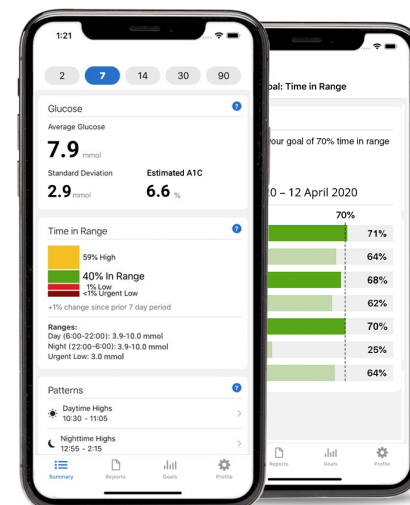 1:21
2 7 14 30 90
Glucose
?
Average Glucose
7.9 mmol
Standard Deviation Estimated A1C
2.9 mmol 6.6 %
Time in Range
?
59% High
40% In Range
1% Low
<1% Urgent Low
+1% change since prior 7 day period
Ranges:
Day (6:00-22:00): 3.9-10.0 mmol
Night (22:00-6:00): 3.9-10.0 mmol
Urgent Low: 3.0 mmol
Patterns
?
Daytime Highs
10:30 - 11:05
Nighttime Highs
12:55 - 2:15
Summary Reports Goals Profile
Time in Range
your goal of 70% time in range
– 12 April 2020
70%
71%
64%
68%
62%
70%
25%
64%
Reports Goals Profile